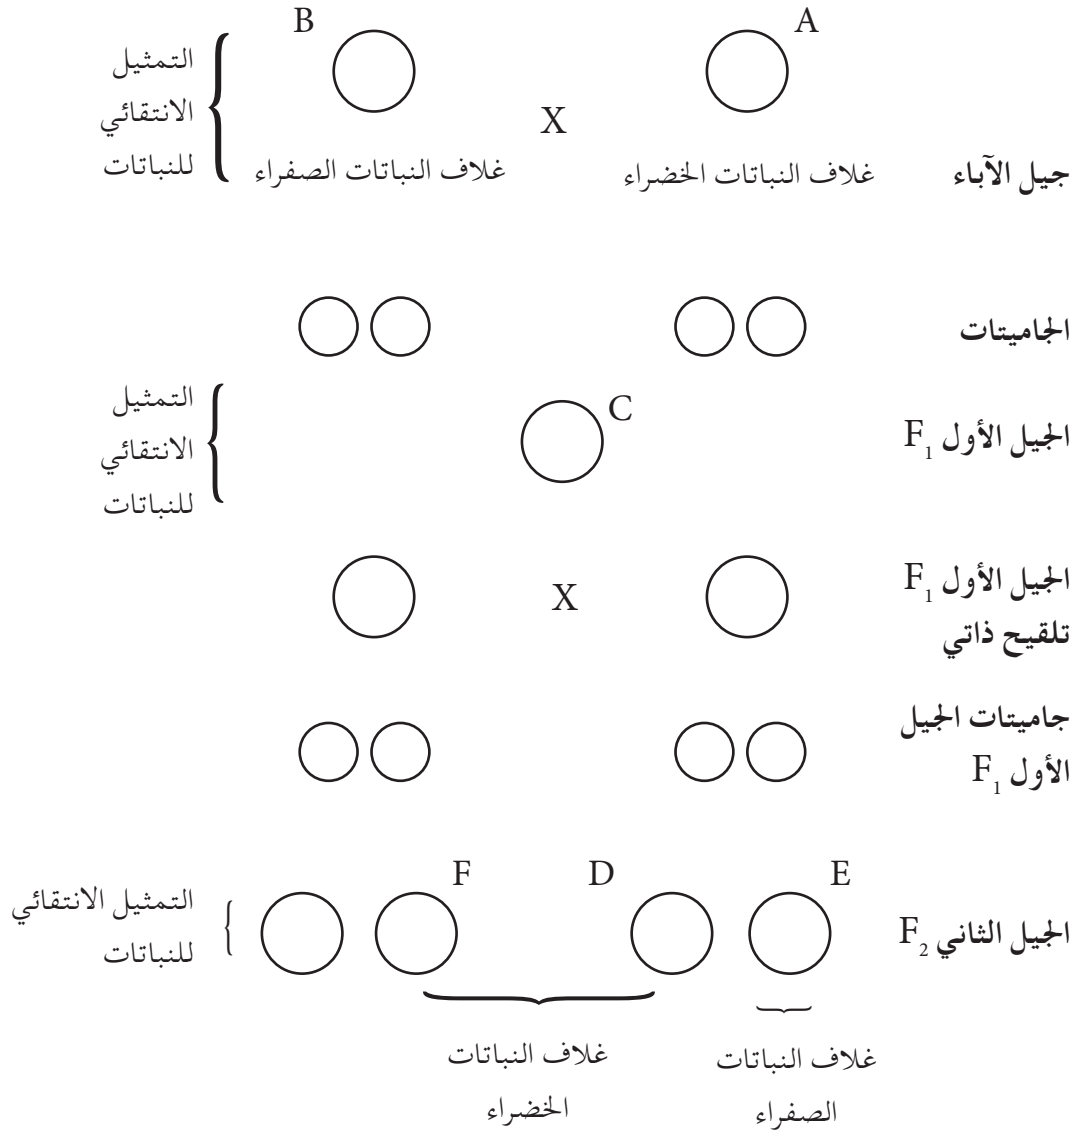 A
B
X
التمثيل
الانتقائي
للنباتات
جيل الآباء
غلاف النباتات الخضراء
غلاف النباتات الصفراء
الجاميتات
الجيل الأول F₁
C
التمثيل
الانتقائي
للنباتات
الجيل الأول F₁
تلقيح ذاتي
X
جاميتات الجيل
الأول F₁
E
D
F
الجيل الثاني F₂
التمثيل الانتقائي
للنباتات
غلاف النباتات
الصفراء
غلاف النباتات
الخضراء